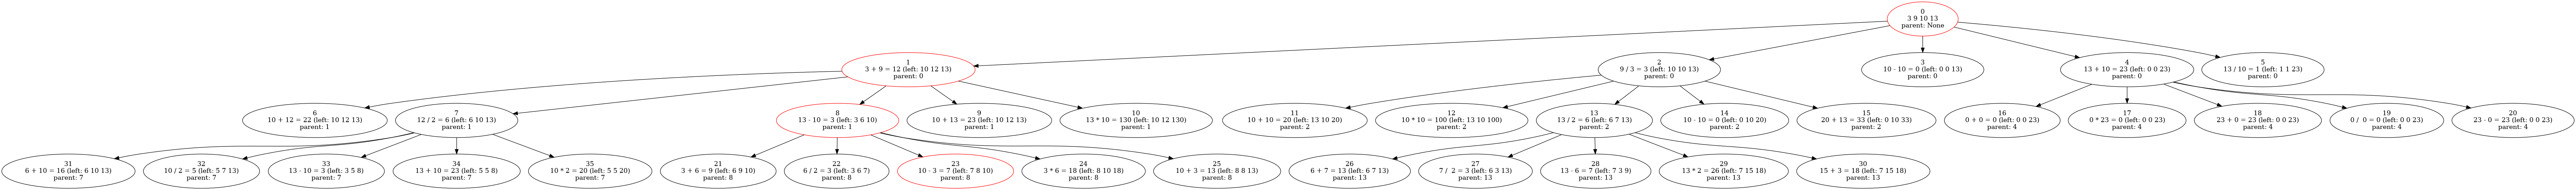 0
3 9 10 13
parent: None
1
3 + 9 = 12 (left: 10 12 13)
parent: 0
2
9 / 3 = 3 (left: 10 10 13)
parent: 0
3
10 - 10 = 0 (left: 0 0 13)
parent: 0
4
13 + 10 = 23 (left: 0 0 23)
parent: 0
5
13 / 10 = 1 (left: 1 1 23)
parent: 0
6
10 + 12 = 22 (left: 10 12 13)
parent: 1
7
12 / 2 = 6 (left: 6 10 13)
parent: 1
8
13 - 10 = 3 (left: 3 6 10)
parent: 1
9
10 + 13 = 23 (left: 10 12 13)
parent: 1
10
13 * 10 = 130 (left: 10 12 130)
parent: 1
11
10 + 10 = 20 (left: 13 10 20)
parent: 2
12
10 * 10 = 100 (left: 13 10 100)
parent: 2
13
13 / 2 = 6 (left: 6 7 13)
parent: 2
14
10 - 10 = 0 (left: 0 10 20)
parent: 2
15
20 + 13 = 33 (left: 0 10 33)
parent: 2
16
0 + 0 = 0 (left: 0 0 23)
parent: 4
17
0 * 23 = 0 (left: 0 0 23)
parent: 4
18
23 + 0 = 23 (left: 0 0 23)
parent: 4
19
0 / 0 = 0 (left: 0 0 23)
parent: 4
20
23 - 0 = 23 (left: 0 0 23)
parent: 4
31
6 + 10 = 16 (left: 6 10 13)
parent: 7
32
10 / 2 = 5 (left: 5 7 13)
parent: 7
33
13 - 10 = 3 (left: 3 5 8)
parent: 7
34
13 + 10 = 23 (left: 5 5 8)
parent: 7
35
10 * 2 = 20 (left: 5 5 20)
parent: 7
21
3 + 6 = 9 (left: 6 9 10)
parent: 8
22
6 / 2 = 3 (left: 3 6 7)
parent: 8
23
10 - 3 = 7 (left: 7 8 10)
parent: 8
24
3 * 6 = 18 (left: 8 10 18)
parent: 8
25
10 + 3 = 13 (left: 8 8 13)
parent: 8
26
6 + 7 = 13 (left: 6 7 13)
parent: 13
27
7 / 2 = 3 (left: 6 3 13)
parent: 13
28
13 - 6 = 7 (left: 7 3 9)
parent: 13
29
13 * 2 = 26 (left: 7 15 18)
parent: 13
30
15 + 3 = 18 (left: 7 15 18)
parent: 13